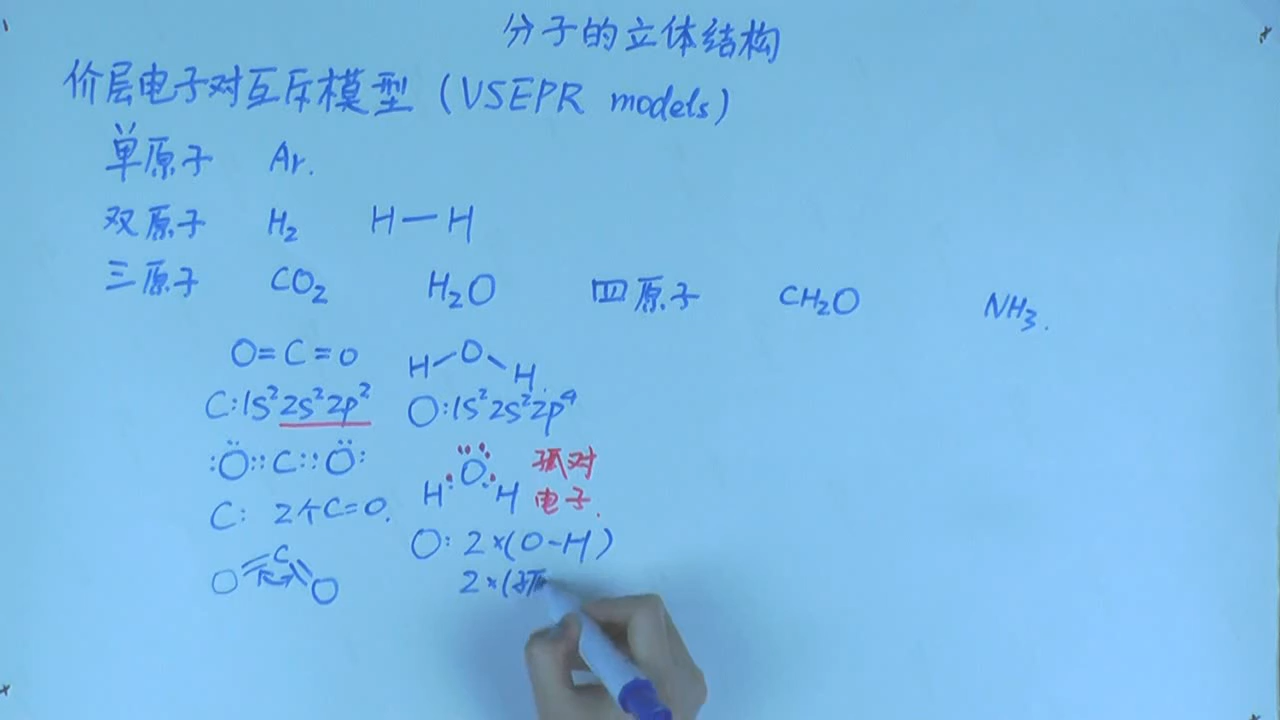 分子的立体结构
价层电子对互斥模型 (VSEPR models)
单原子 Ar.
双原子 H₂ H—H
三原子 CO₂ H₂O 四原子 CH₂O NH₃.
O=C=O
C:1s²2s²2p²
:Ö::C::Ö:
C: 2个C=O.
O=C=O
H-O-H
O:1s²2s²2p⁴
H:Ö:H 孤对
电子.
O: 2×(O-H)
2×(孤